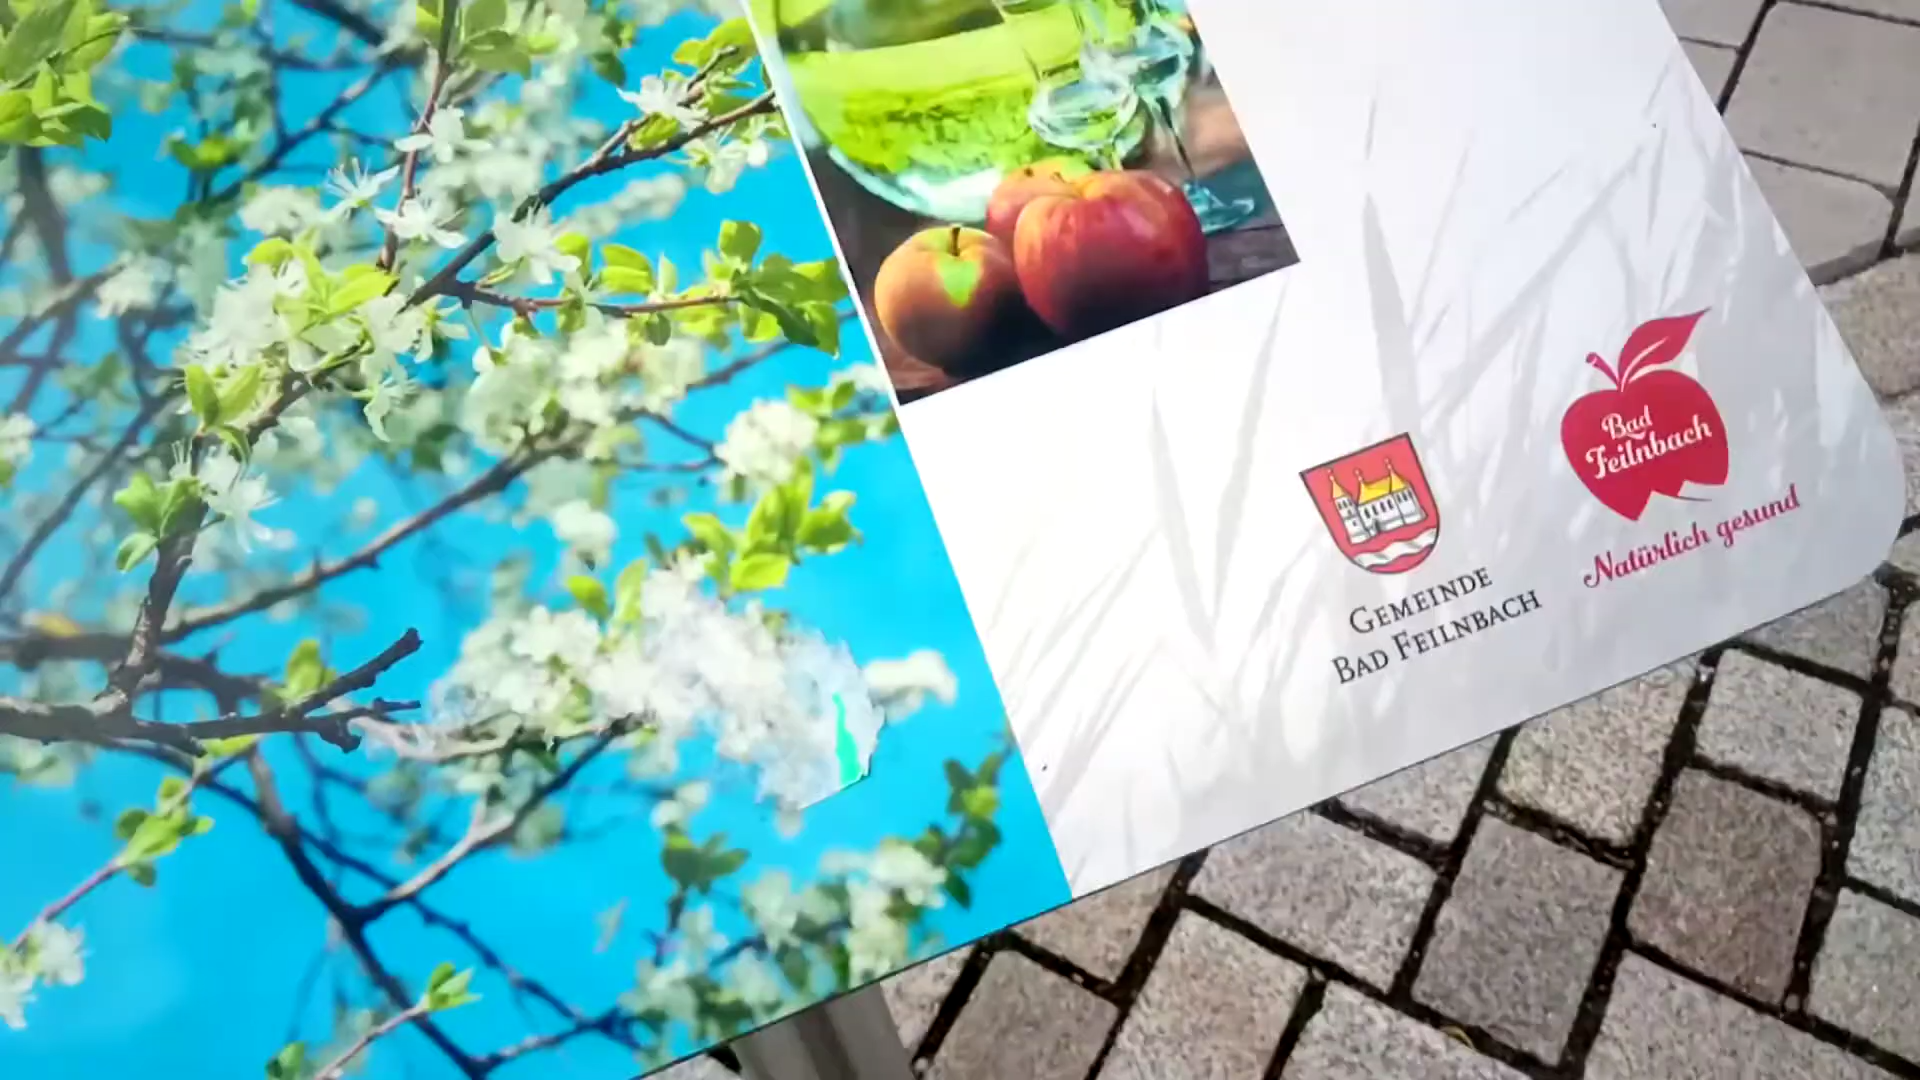 Bad
Feilnbach
Natürlich gesund
GEMEINDE
BAD FEILNBACH